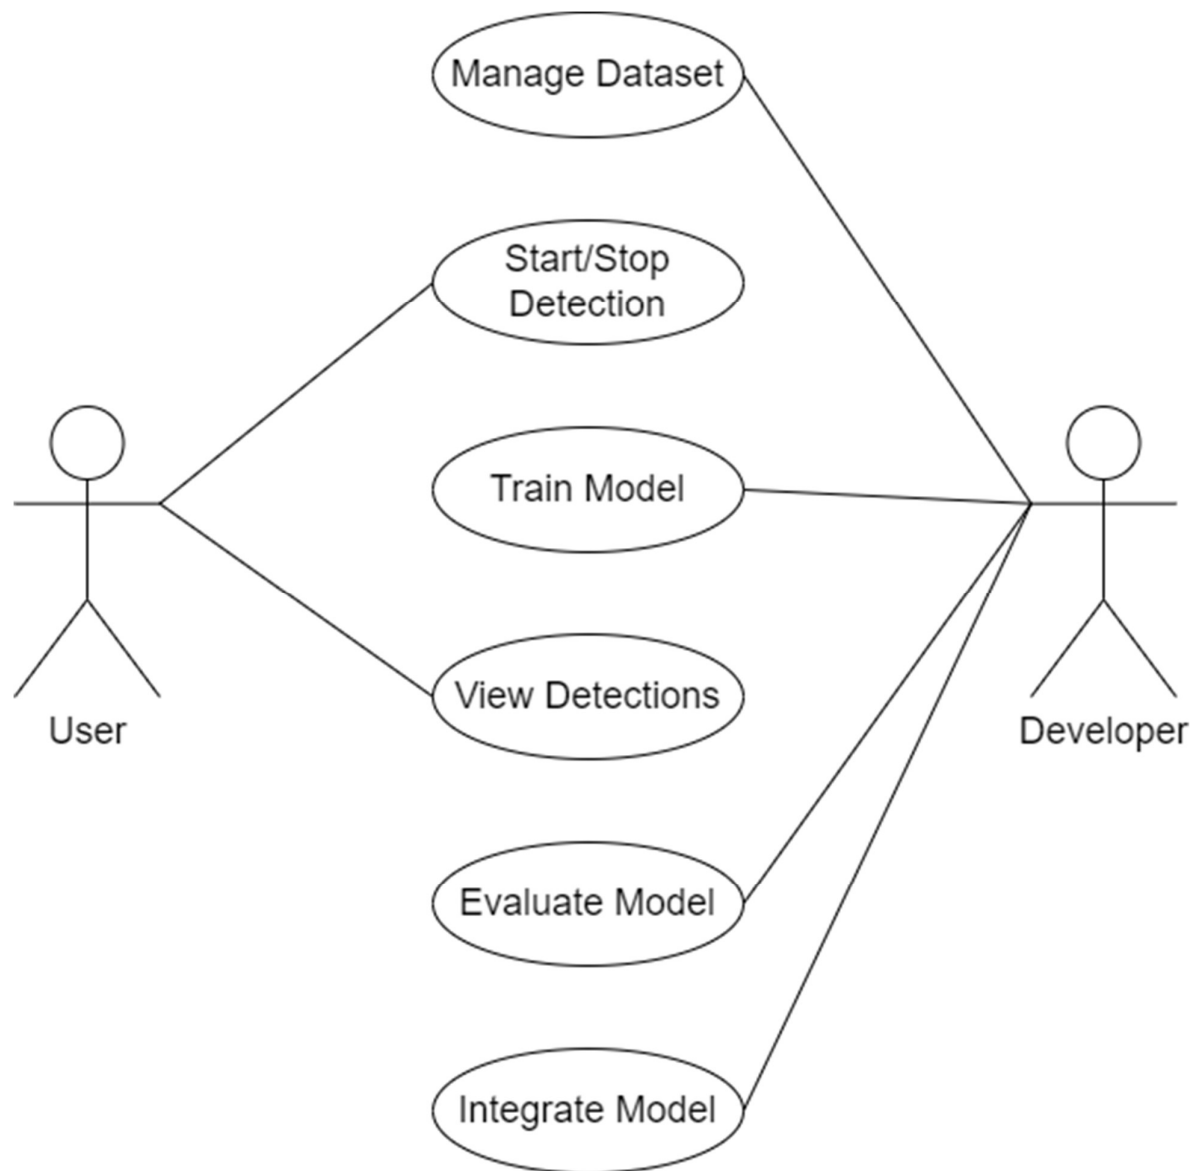 Manage Dataset
Start/Stop
Detection
Train Model
View Detections
User
Developer
Evaluate Model
Integrate Model